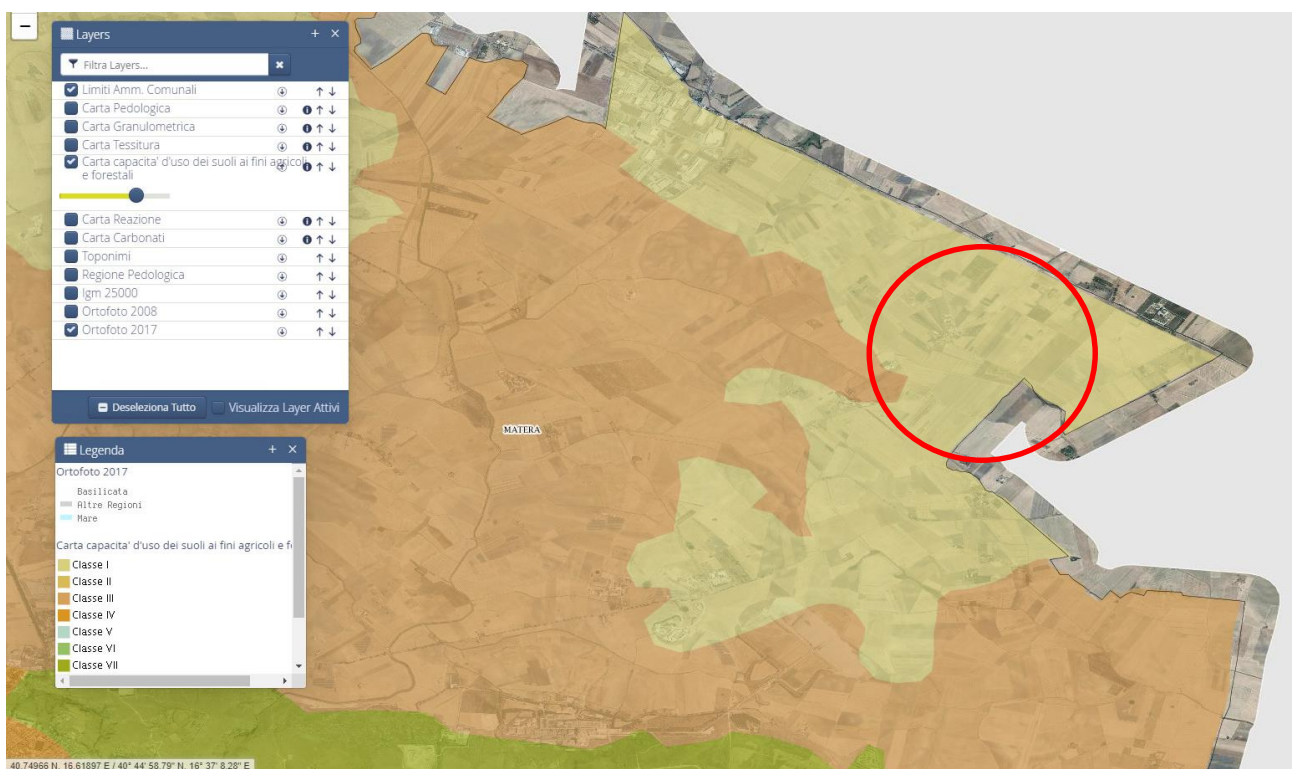 −
Layers + ×
Filtra Layers... ×
Limiti Amm. Comunali
Carta Pedologica
Carta Granulometrica
Carta Tessitura
Carta capacita' d'uso dei suoli ai fini agricoli
e forestali
Carta Reazione
Carta Carbonati
Toponimi
Regione Pedologica
Igm 25000
Ortofoto 2008
Ortofoto 2017
Deseleziona Tutto Visualizza Layer Attivi
MATERA
Legenda + ×
Ortofoto 2017
Basilicata
Altre Regioni
Mare
Carta capacita' d'uso dei suoli ai fini agricoli e f
Classe I
Classe II
Classe III
Classe IV
Classe V
Classe VI
Classe VII
40.74966 N, 16.61897 E / 40° 44' 58.79" N, 16° 37' 8.28" E